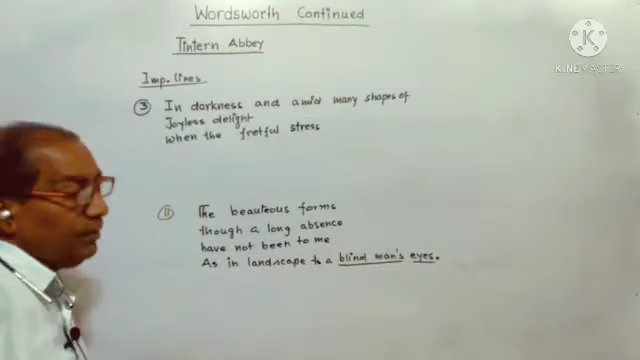 Wordsworth Continued
Tintern Abbey
Imp. lines
③ In darkness and amid many shapes of
Joyless delight
when the fretful stress
⑪ The beauteous forms
though a long absence
have not been to me
As in landscape to a blind man's eyes.
K
KINEMASTER